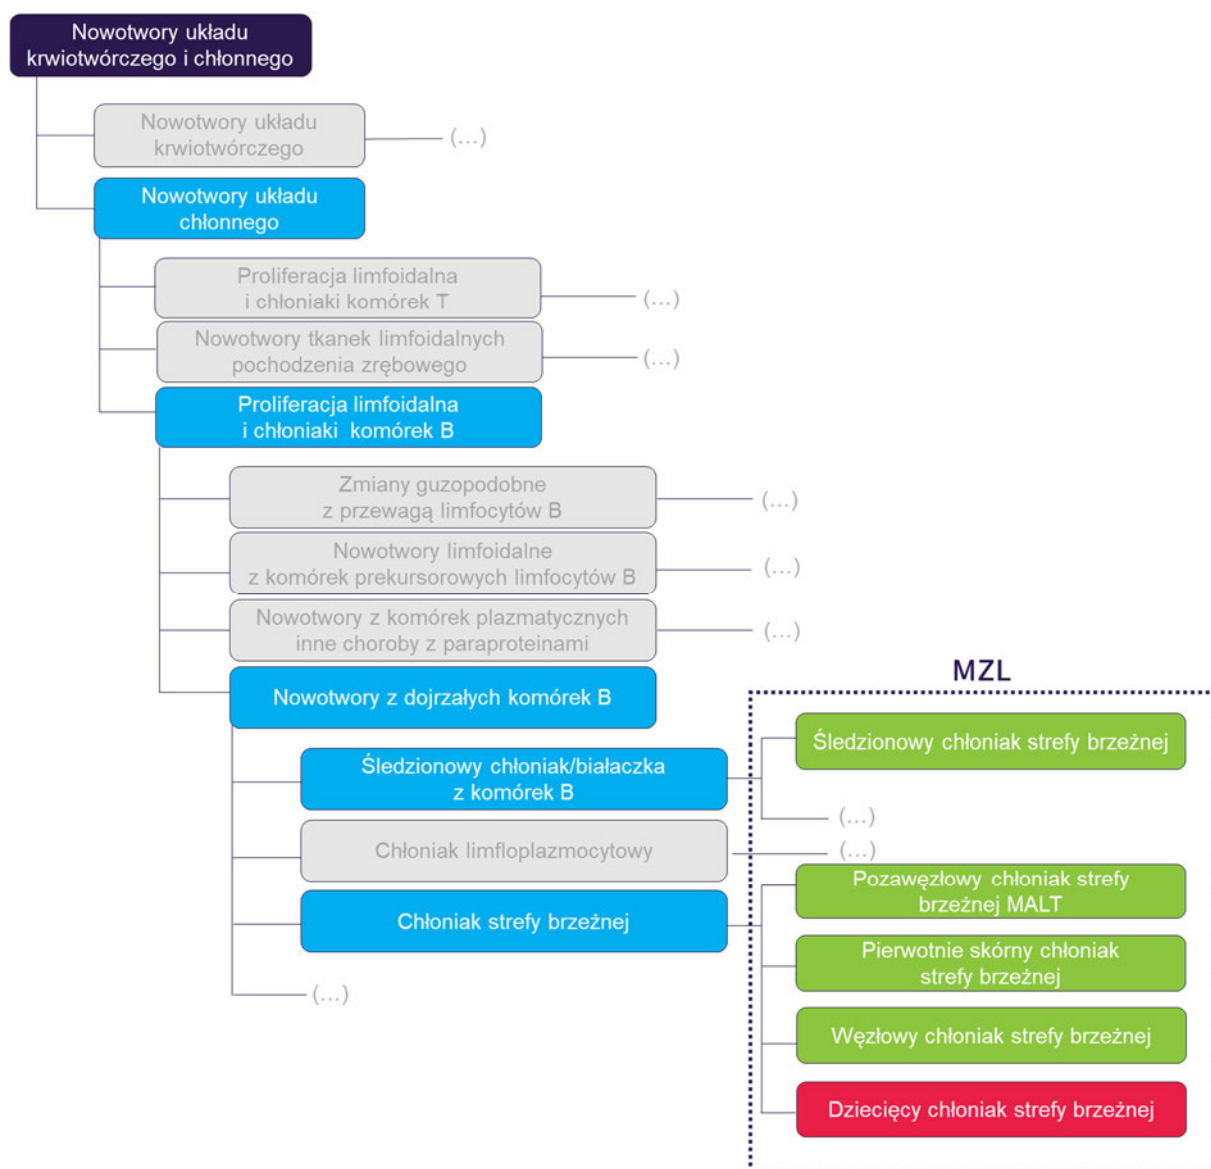 Nowotwory układu
krwiotwórczego i chłonnego
Nowotwory układu
krwiotwórczego
(...)
Nowotwory układu
chłonnego
Proliferacja limfoidalna
i chłoniaki komórek T
(...)
Nowotwory tkanek limfoidalnych
pochodzenia zrębowego
(...)
Proliferacja limfoidalna
i chłoniaki komórek B
Zmiany guzopodobne
z przewagą limfocytów B
(...)
Nowotwory limfoidalne
z komórek prekursorowych limfocytów B
(...)
Nowotwory z komórek plazmatycznych
inne choroby z paraproteinami
(...)
Nowotwory z dojrzałych komórek B
MZL
Śledzionowy chłoniak/białaczka
z komórek B
Śledzionowy chłoniak strefy brzeżnej
(...)
Chłoniak limfloplazmocytowy
(...)
Chłoniak strefy brzeżnej
Pozawęzłowy chłoniak strefy
brzeżnej MALT
Pierwotnie skórny chłoniak
strefy brzeżnej
Węzłowy chłoniak strefy brzeżnej
Dziecięcy chłoniak strefy brzeżnej
(...)